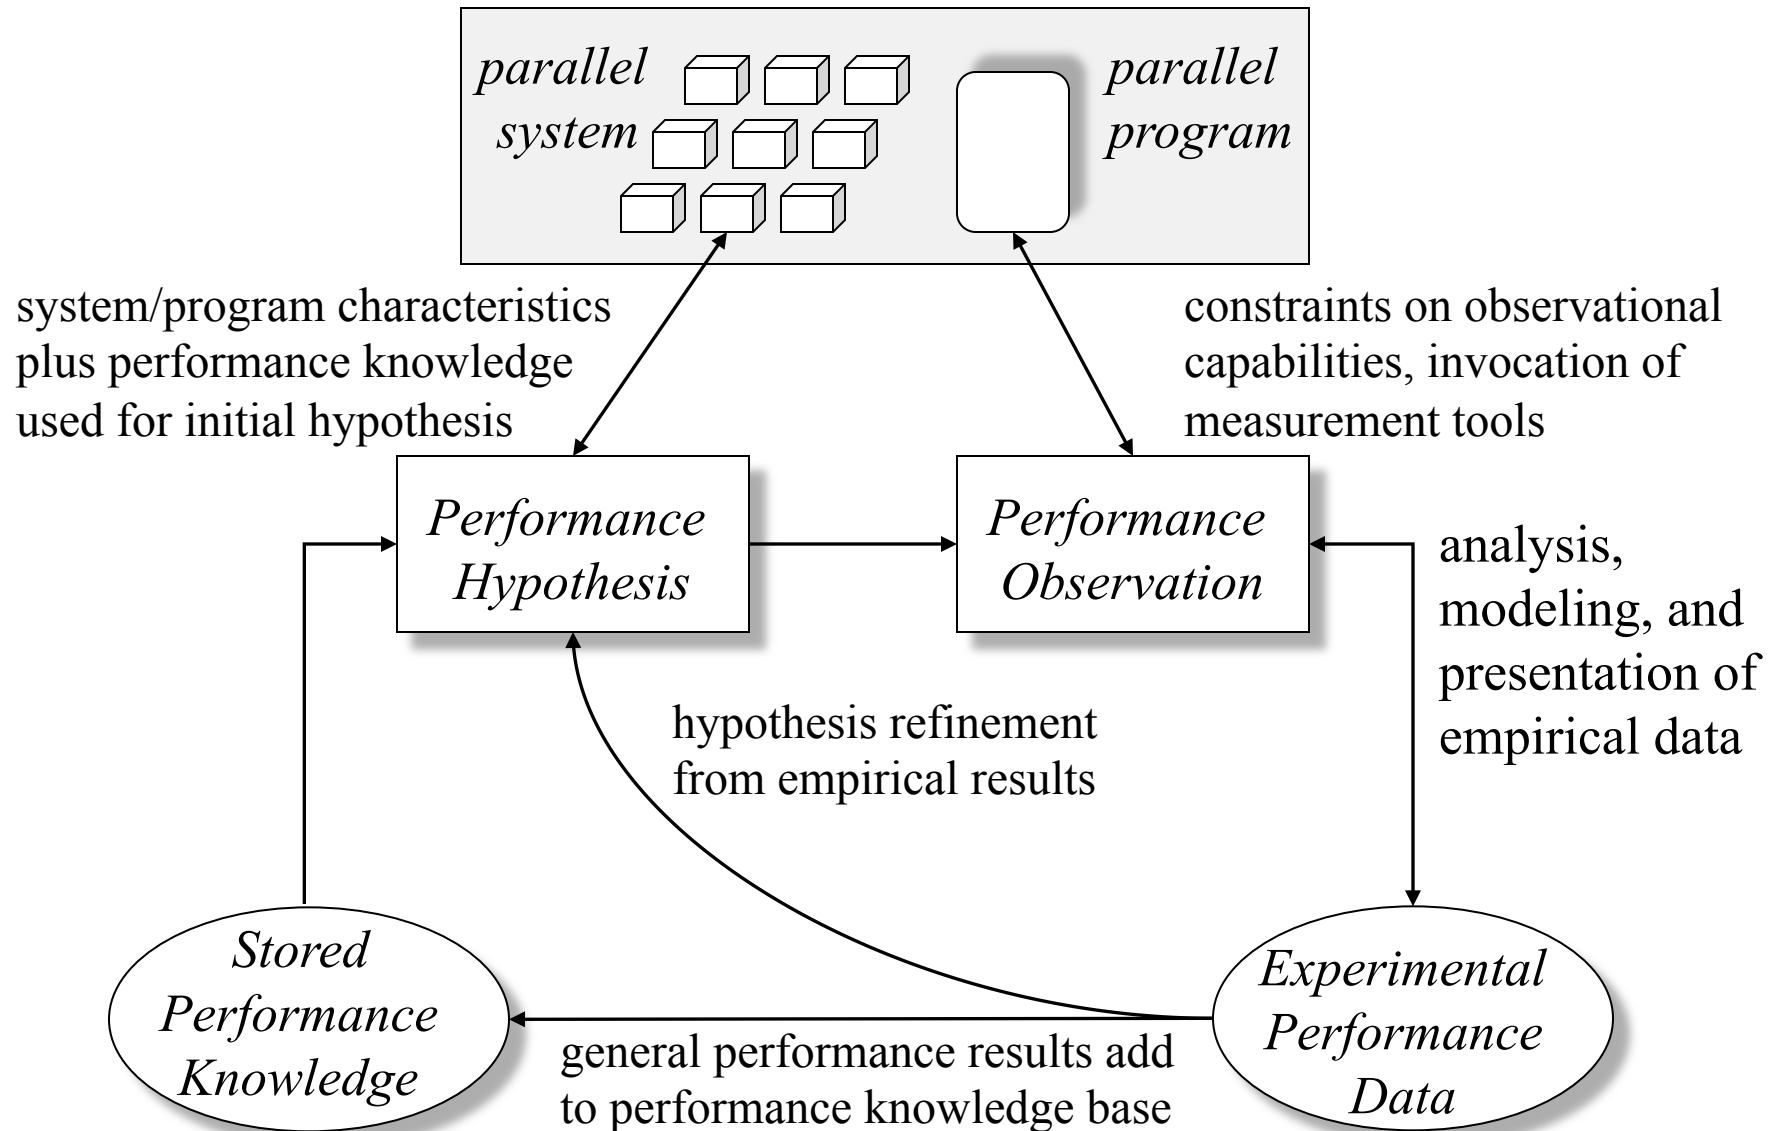 parallel
system
parallel
program
system/program characteristics
plus performance knowledge
used for initial hypothesis
constraints on observational
capabilities, invocation of
measurement tools
Performance
Hypothesis
Performance
Observation
analysis,
modeling, and
presentation of
empirical data
hypothesis refinement
from empirical results
Stored
Performance
Knowledge
Experimental
Performance
Data
general performance results add
to performance knowledge base